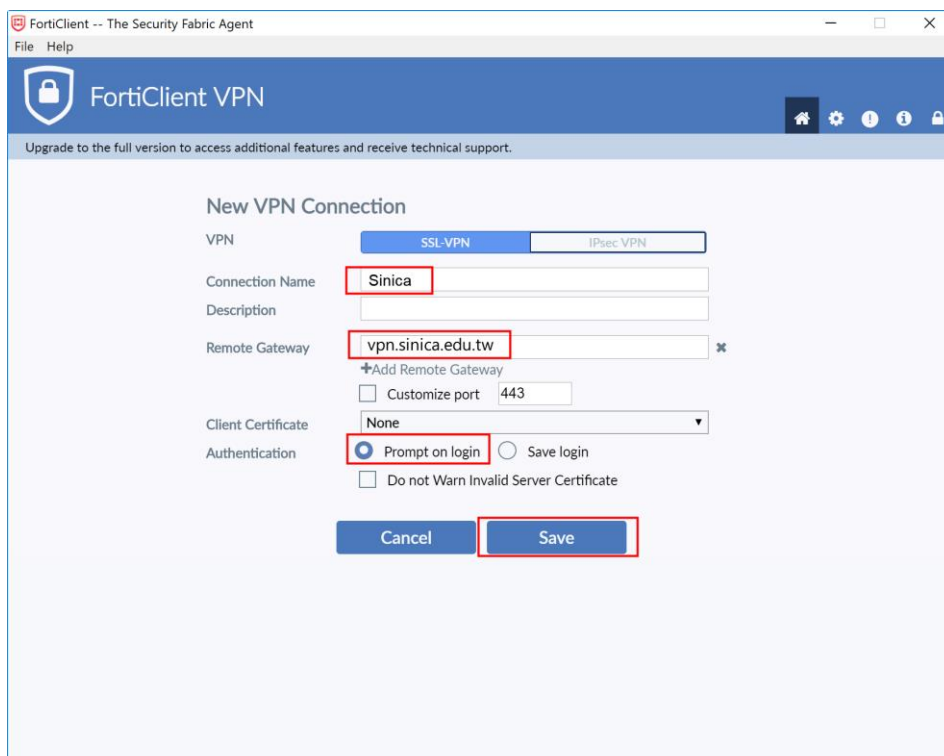 FortiClient -- The Security Fabric Agent
File Help
FortiClient VPN
Upgrade to the full version to access additional features and receive technical support.
New VPN Connection
VPN SSL-VPN IPsec VPN
Connection Name Sinica
Description
Remote Gateway vpn.sinica.edu.tw
+Add Remote Gateway
Customize port 443
Client Certificate None
Authentication Prompt on login Save login
Do not Warn Invalid Server Certificate
Cancel Save